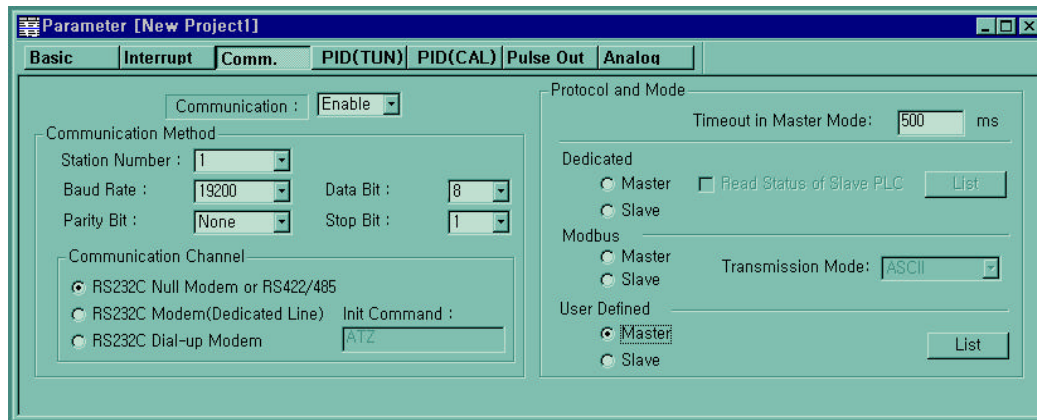 Parameter [New Project1]
Basic Interrupt Comm. PID(TUN) PID(CAL) Pulse Out Analog
Communication : Enable
Communication Method
Station Number : 1
Baud Rate : 19200 Data Bit : 8
Parity Bit : None Stop Bit : 1
Communication Channel
RS232C Null Modem or RS422/485
RS232C Modem(Dedicated Line) Init Command :
RS232C Dial-up Modem ATZ
Protocol and Mode
Timeout in Master Mode: 500 ms
Dedicated
Master Read Status of Slave PLC List
Slave
Modbus
Master
Transmission Mode: ASCII
Slave
User Defined
Master
List
Slave